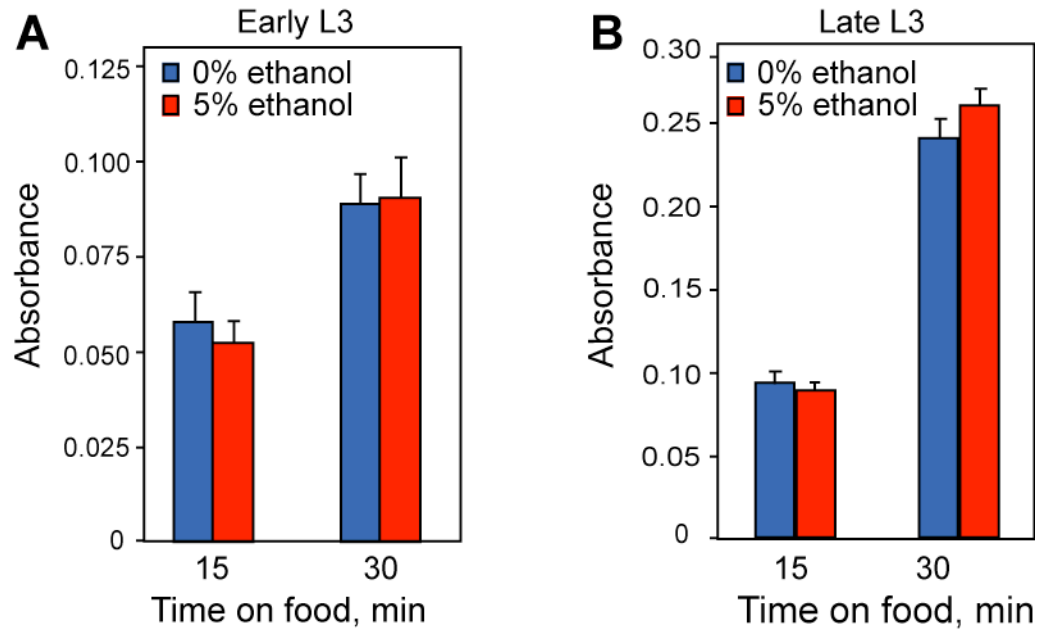 A
Early L3
0% ethanol
5% ethanol
0.125
0.100
0.075
0.050
0.025
0
Absorbance
15 30
Time on food, min
B
Late L3
0% ethanol
5% ethanol
0.30
0.25
0.20
0.15
0.10
0.05
0
Absorbance
15 30
Time on food, min